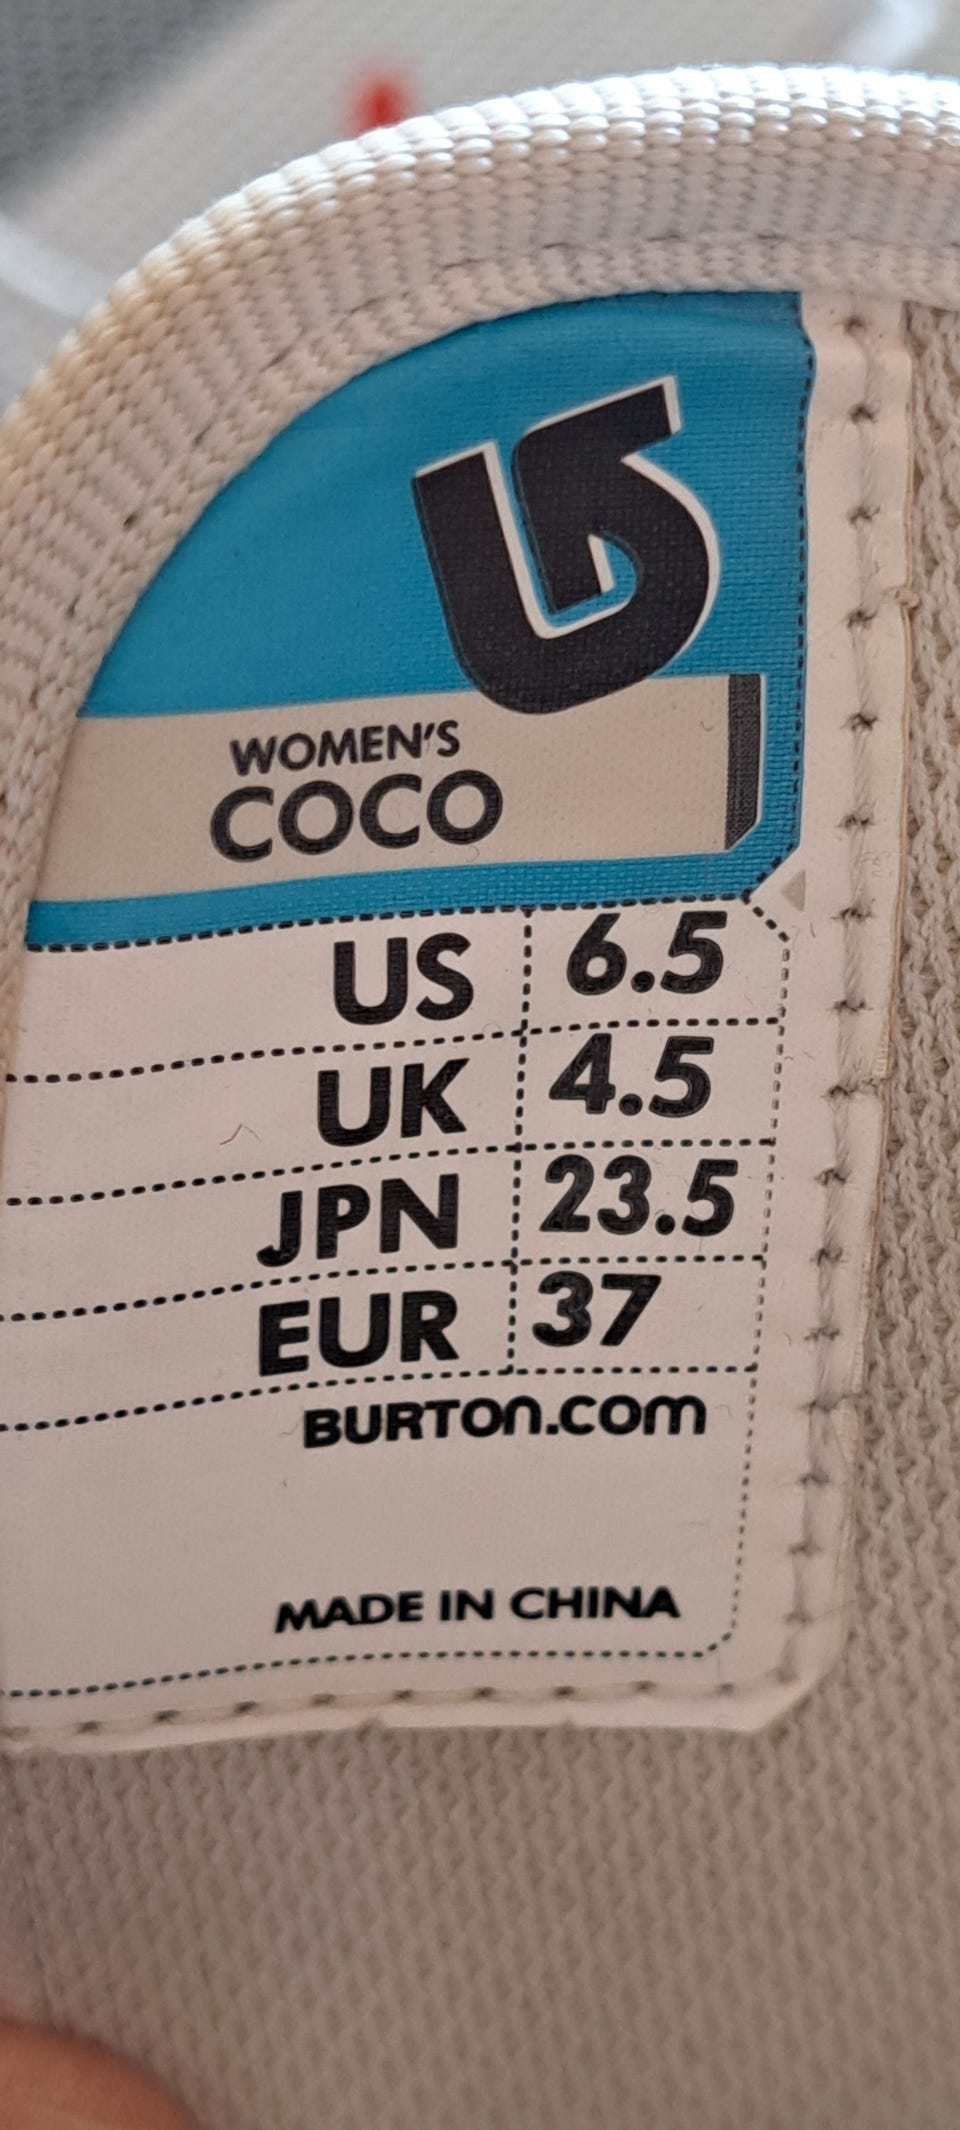 WOMEN'S
COCO
US 6.5
UK 4.5
JPN 23.5
EUR 37
BURTON.COM
MADE IN CHINA